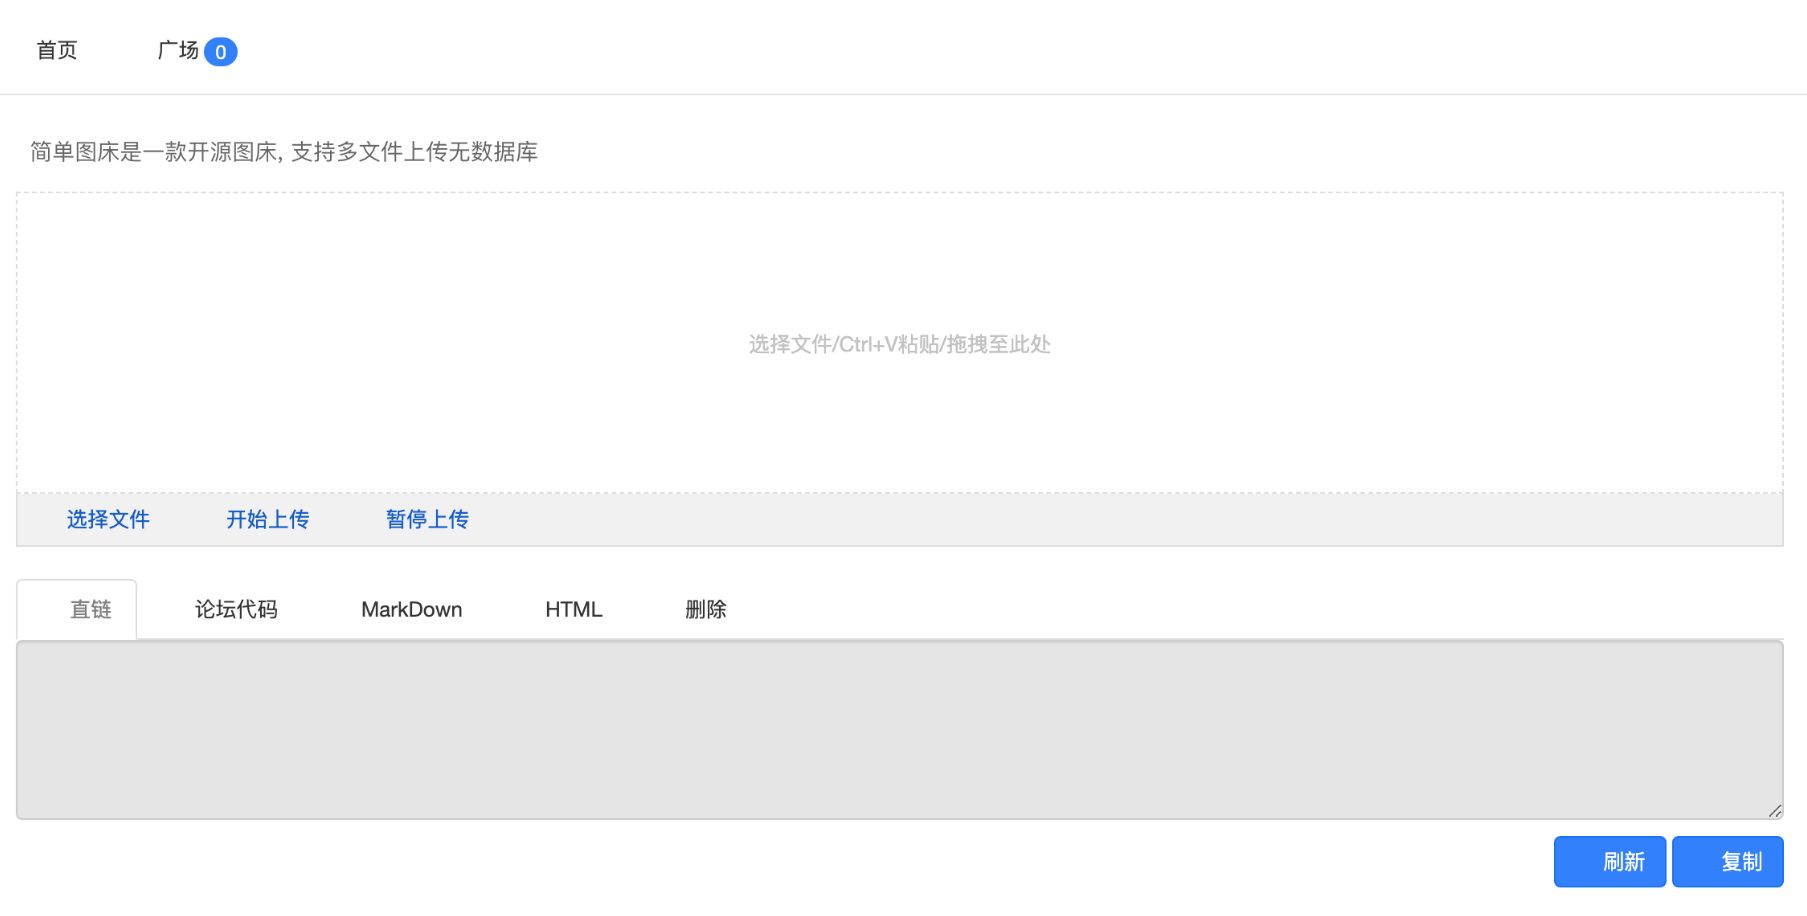 首页 广场 0
简单图床是一款开源图床, 支持多文件上传无数据库
选择文件/Ctrl+V粘贴/拖拽至此处
选择文件 开始上传 暂停上传
直链 论坛代码 MarkDown HTML 删除
刷新 复制